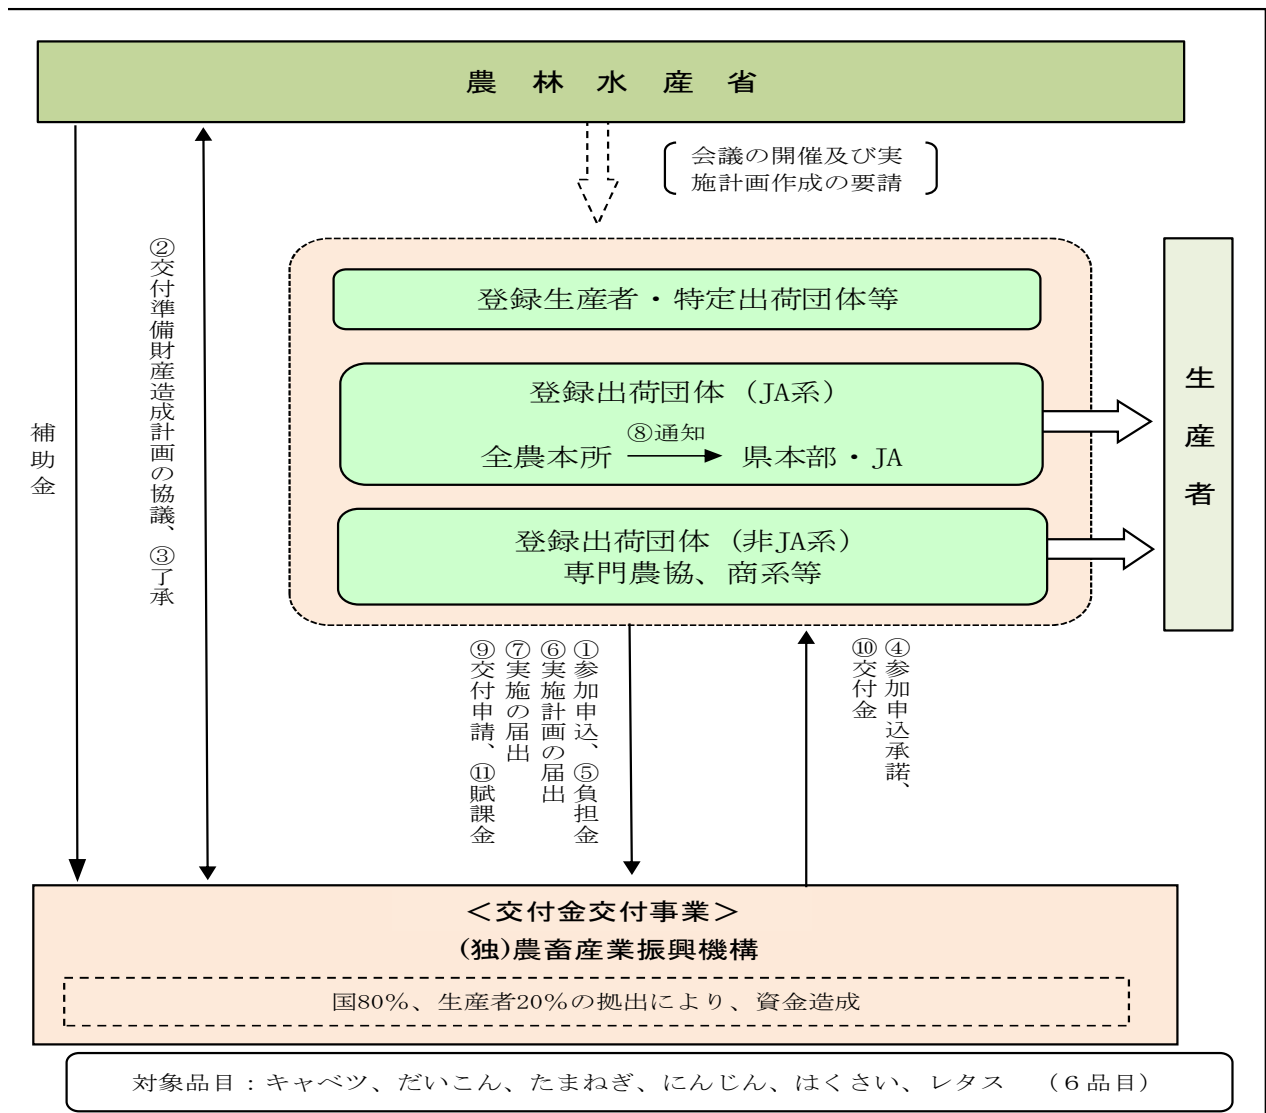 農林水産省
会議の開催及び実
施計画作成の要請
登録生産者・特定出荷団体等
登録出荷団体（JA系）
⑧通知
全農本所
県本部・JA
登録出荷団体（非JA系）
専門農協、商系等
生産者
補助金
②交付準備財産造成計画の協議、③了承
①参加申込、⑤負担金
⑥実施計画の届出
⑦実施の届出
⑨交付申請、⑪賦課金
④参加申込承諾、
⑩交付金
＜交付金交付事業＞
(独)農畜産業振興機構
国80％、生産者20％の拠出により、資金造成
対象品目：キャベツ、だいこん、たまねぎ、にんじん、はくさい、レタス　（６品目）